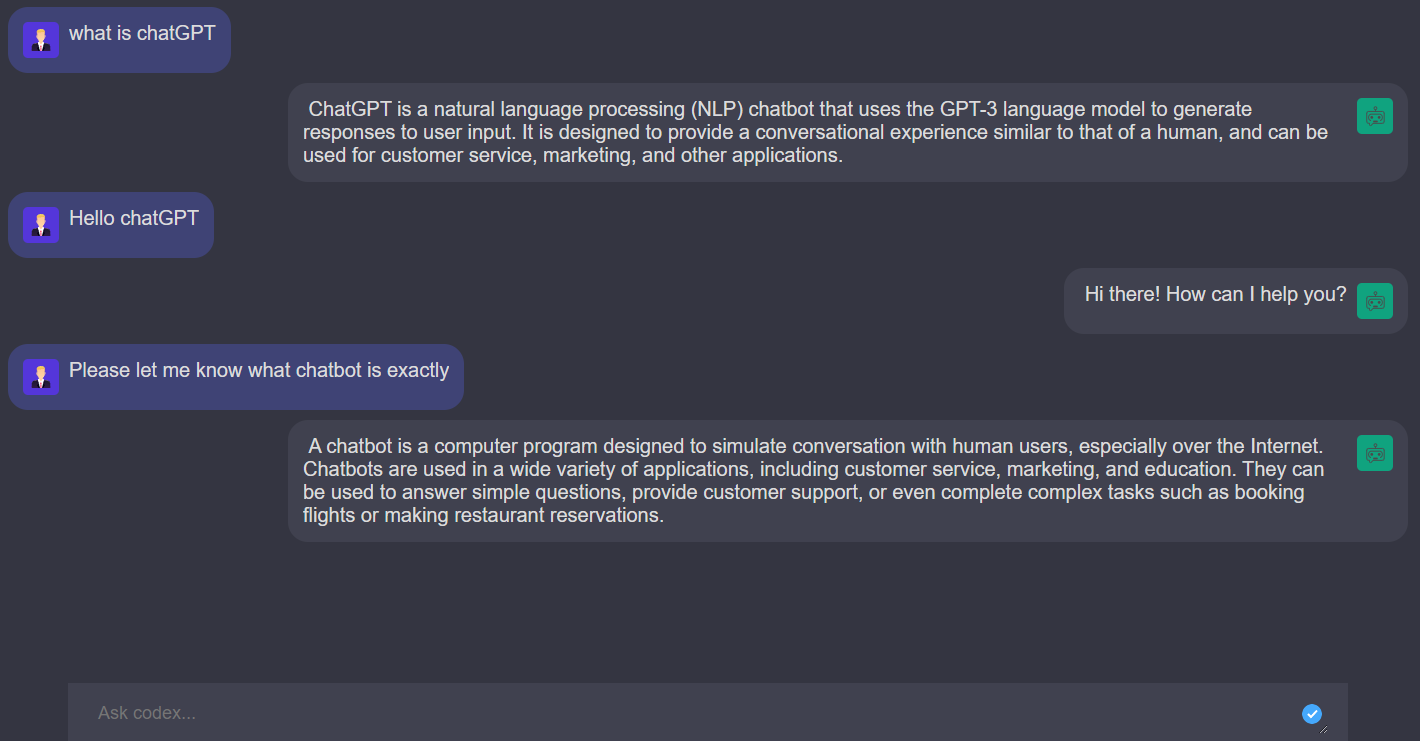 what is chatGPT
ChatGPT is a natural language processing (NLP) chatbot that uses the GPT-3 language model to generate
responses to user input. It is designed to provide a conversational experience similar to that of a human, and can be
used for customer service, marketing, and other applications.
Hello chatGPT
Hi there! How can I help you?
Please let me know what chatbot is exactly
A chatbot is a computer program designed to simulate conversation with human users, especially over the Internet.
Chatbots are used in a wide variety of applications, including customer service, marketing, and education. They can
be used to answer simple questions, provide customer support, or even complete complex tasks such as booking
flights or making restaurant reservations.
Ask codex...